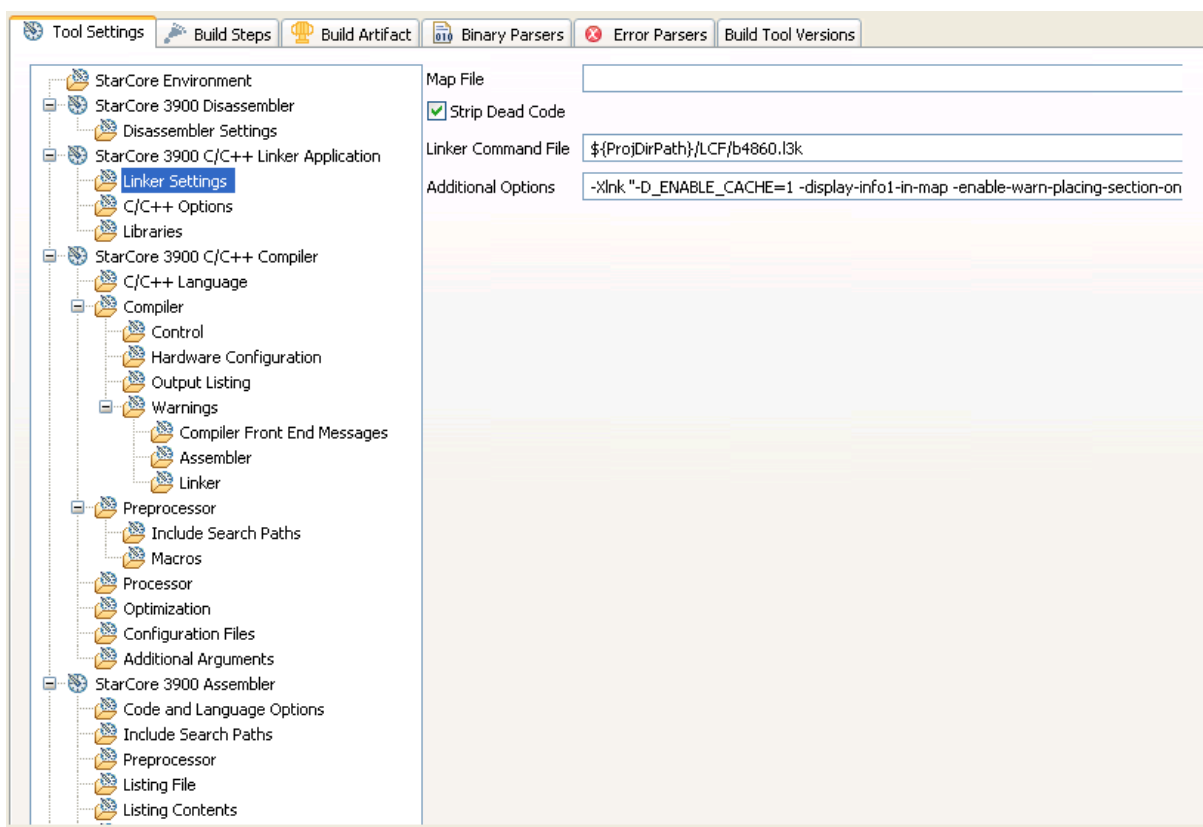 Tool Settings Build Steps Build Artifact Binary Parsers Error Parsers Build Tool Versions
StarCore Environment
StarCore 3900 Disassembler
Disassembler Settings
StarCore 3900 C/C++ Linker Application
Linker Settings
C/C++ Options
Libraries
StarCore 3900 C/C++ Compiler
C/C++ Language
Compiler
Control
Hardware Configuration
Output Listing
Warnings
Compiler Front End Messages
Assembler
Linker
Preprocessor
Include Search Paths
Macros
Processor
Optimization
Configuration Files
Additional Arguments
StarCore 3900 Assembler
Code and Language Options
Include Search Paths
Preprocessor
Listing File
Listing Contents
Map File
Strip Dead Code
Linker Command File ${ProjDirPath}/LCF/b4860.l3k
Additional Options -Xlnk "-D_ENABLE_CACHE=1 -display-info1-in-map -enable-warn-placing-section-on